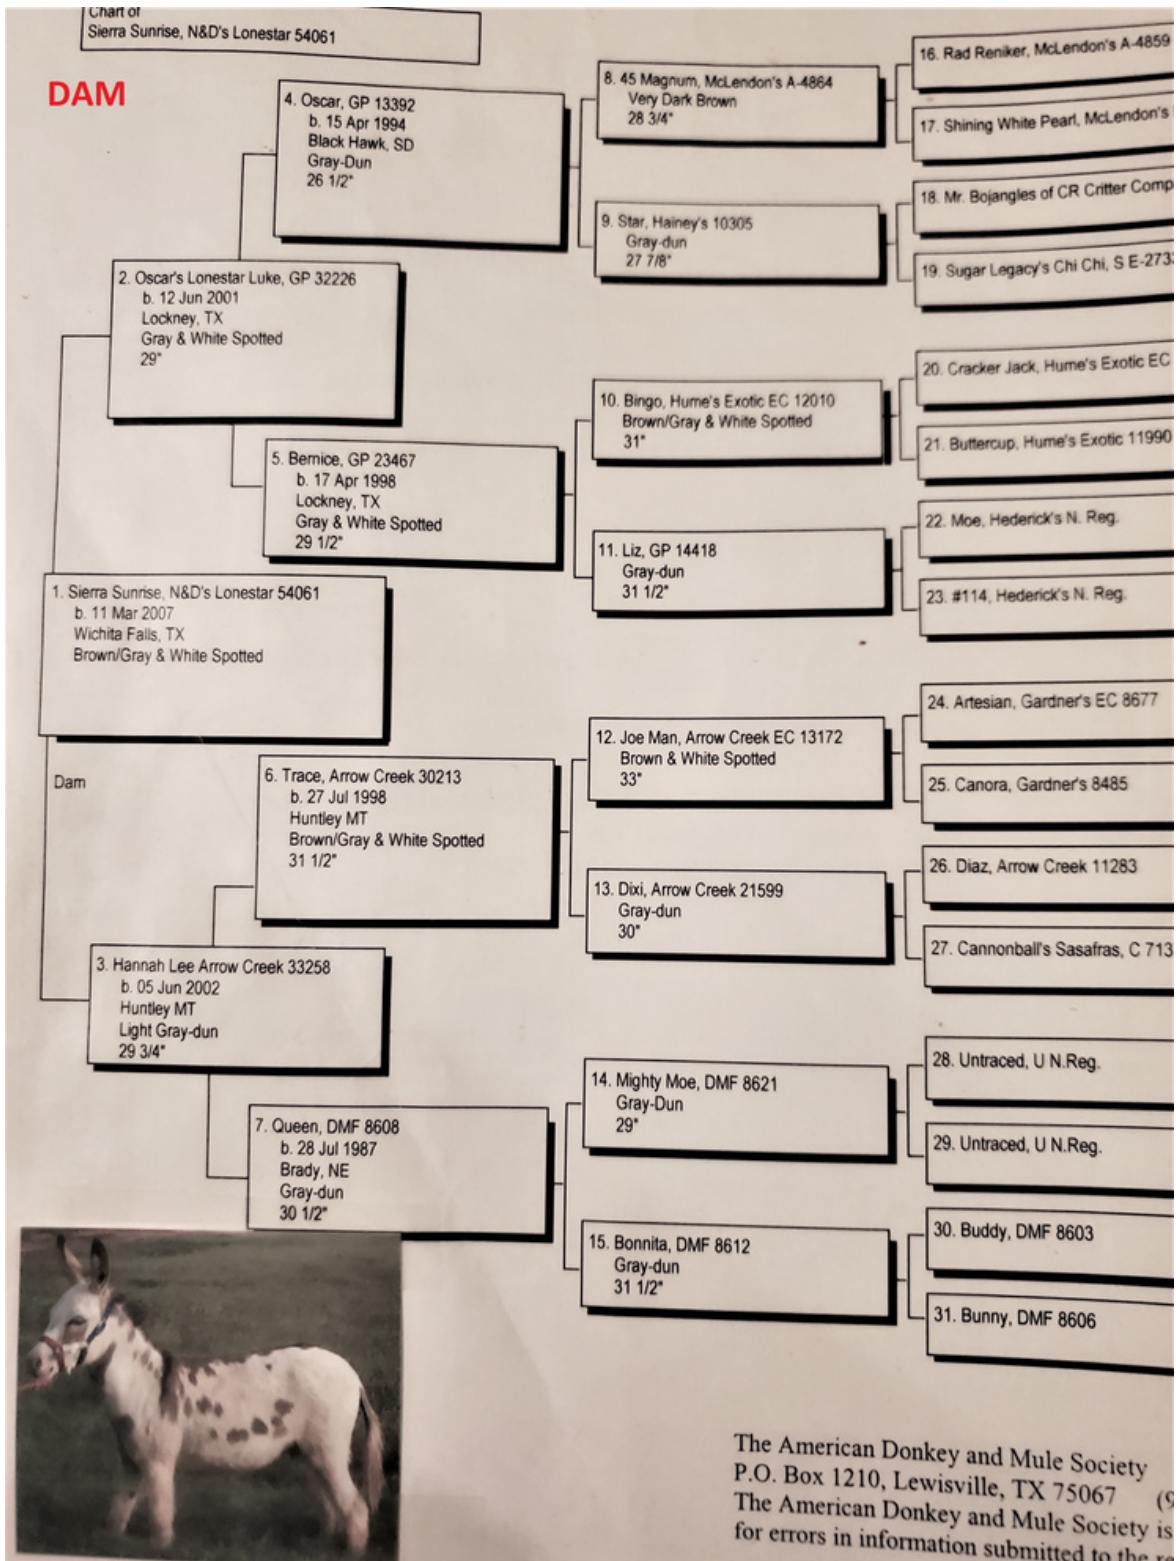 Chart of
Sierra Sunrise, N&D's Lonestar 54061
DAM
4. Oscar, GP 13392
b. 15 Apr 1994
Black Hawk, SD
Gray-Dun
26 1/2"
8. 45 Magnum, McLendon's A-4864
Very Dark Brown
28 3/4"
16. Rad Reniker, McLendon's A-4859
17. Shining White Pearl, McLendon's
9. Star, Hainey's 10305
Gray-dun
27 7/8"
18. Mr. Bojangles of CR Critter Comp
19. Sugar Legacy's Chi Chi, S E-273
2. Oscar's Lonestar Luke, GP 32226
b. 12 Jun 2001
Lockney, TX
Gray & White Spotted
29"
5. Bernice, GP 23467
b. 17 Apr 1998
Lockney, TX
Gray & White Spotted
29 1/2"
10. Bingo, Hume's Exotic EC 12010
Brown/Gray & White Spotted
31"
20. Cracker Jack, Hume's Exotic EC
21. Buttercup, Hume's Exotic 11990
11. Liz, GP 14418
Gray-dun
31 1/2"
22. Moe, Hederick's N. Reg.
23. #114, Hederick's N. Reg.
1. Sierra Sunrise, N&D's Lonestar 54061
b. 11 Mar 2007
Wichita Falls, TX
Brown/Gray & White Spotted
Dam
6. Trace, Arrow Creek 30213
b. 27 Jul 1998
Huntley MT
Brown/Gray & White Spotted
31 1/2"
12. Joe Man, Arrow Creek EC 13172
Brown & White Spotted
33"
24. Artesian, Gardner's EC 8677
25. Canora, Gardner's 8485
13. Dixi, Arrow Creek 21599
Gray-dun
30"
26. Diaz, Arrow Creek 11283
27. Cannonball's Sasafras, C 713
3. Hannah Lee Arrow Creek 33258
b. 05 Jun 2002
Huntley MT
Light Gray-dun
29 3/4"
7. Queen, DMF 8608
b. 28 Jul 1987
Brady, NE
Gray-dun
30 1/2"
14. Mighty Moe, DMF 8621
Gray-Dun
29"
28. Untraced, U N.Reg.
29. Untraced, U N.Reg.
15. Bonnita, DMF 8612
Gray-dun
31 1/2"
30. Buddy, DMF 8603
31. Bunny, DMF 8606
The American Donkey and Mule Society
P.O. Box 1210, Lewisville, TX 75067 (9
The American Donkey and Mule Society is
for errors in information submitted to the